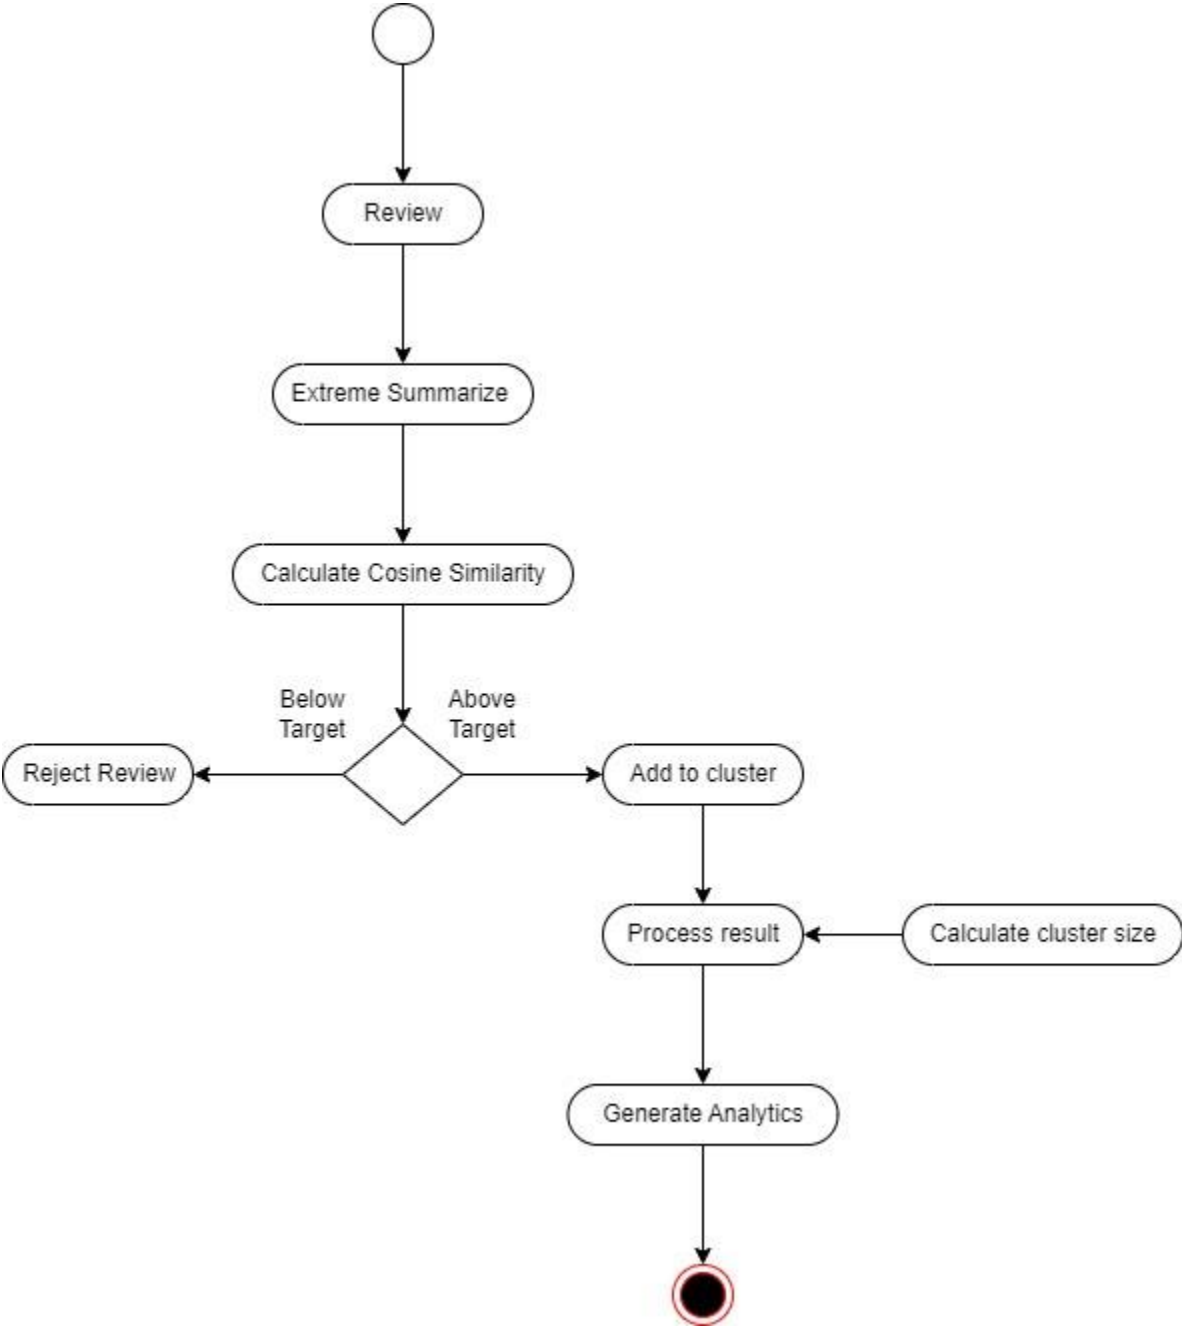 Review
Extreme Summarize
Calculate Cosine Similarity
Below
Target
Above
Target
Reject Review
Add to cluster
Process result
Calculate cluster size
Generate Analytics